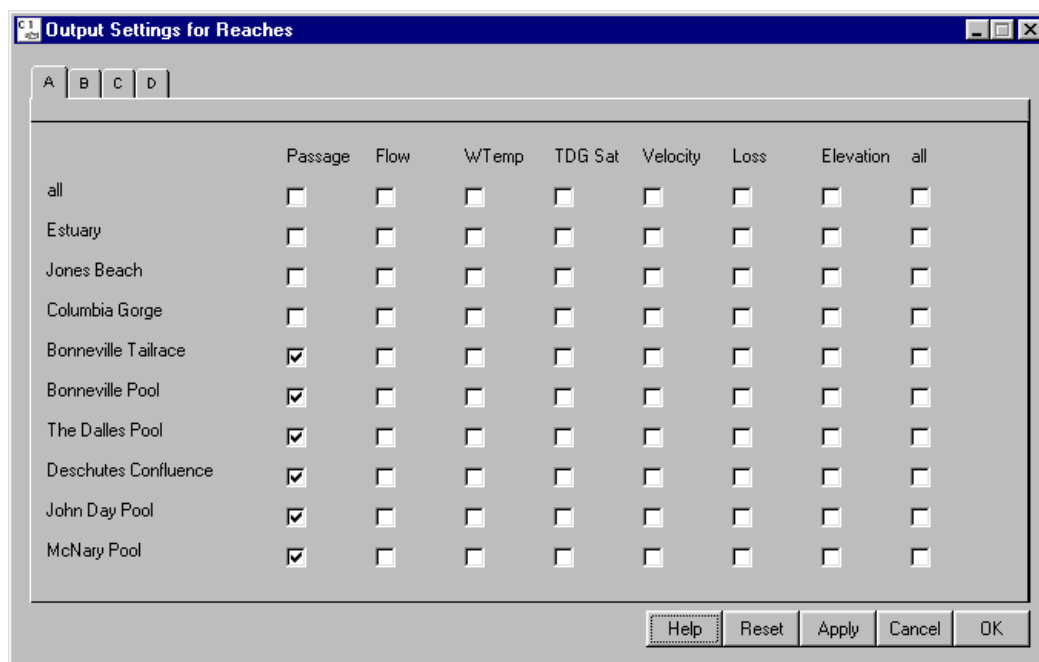 C1
Output Settings for Reaches
A B C D
Passage Flow WTemp TDG Sat Velocity Loss Elevation all
all
Estuary
Jones Beach
Columbia Gorge
Bonneville Tailrace
Bonneville Pool
The Dalles Pool
Deschutes Confluence
John Day Pool
McNary Pool
Help Reset Apply Cancel OK